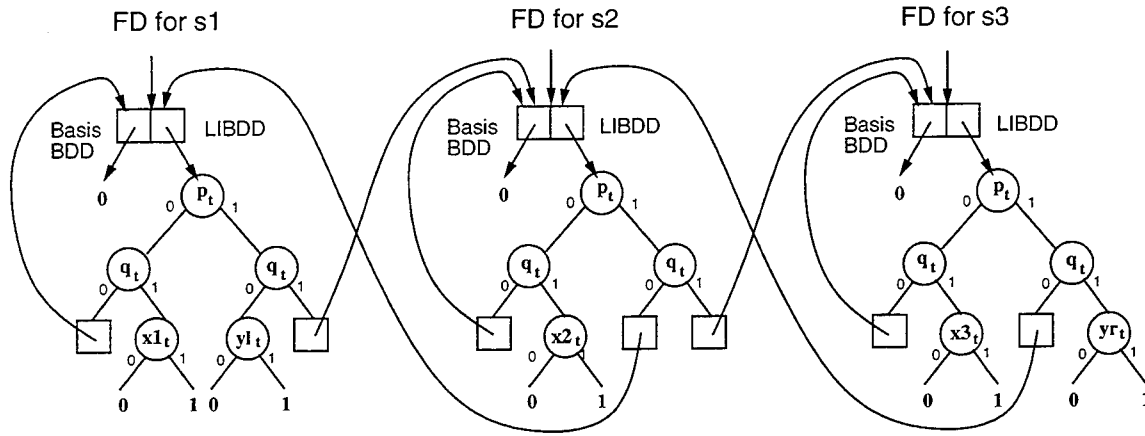 FD for s1 FD for s2 FD for s3
Basis BDD LIBDD Basis BDD LIBDD Basis BDD LIBDD
0 0 0
p_t p_t p_t
0 1 0 1 0 1
q_t q_t q_t q_t q_t q_t
0 1 0 1 0 1 0 1 0 1 0 1
x1_t yl_t x2_t x3_t yr_t
0 1 0 1 0 1 0 1 0 1
0 1 0 1 0 1 0 1 0 1